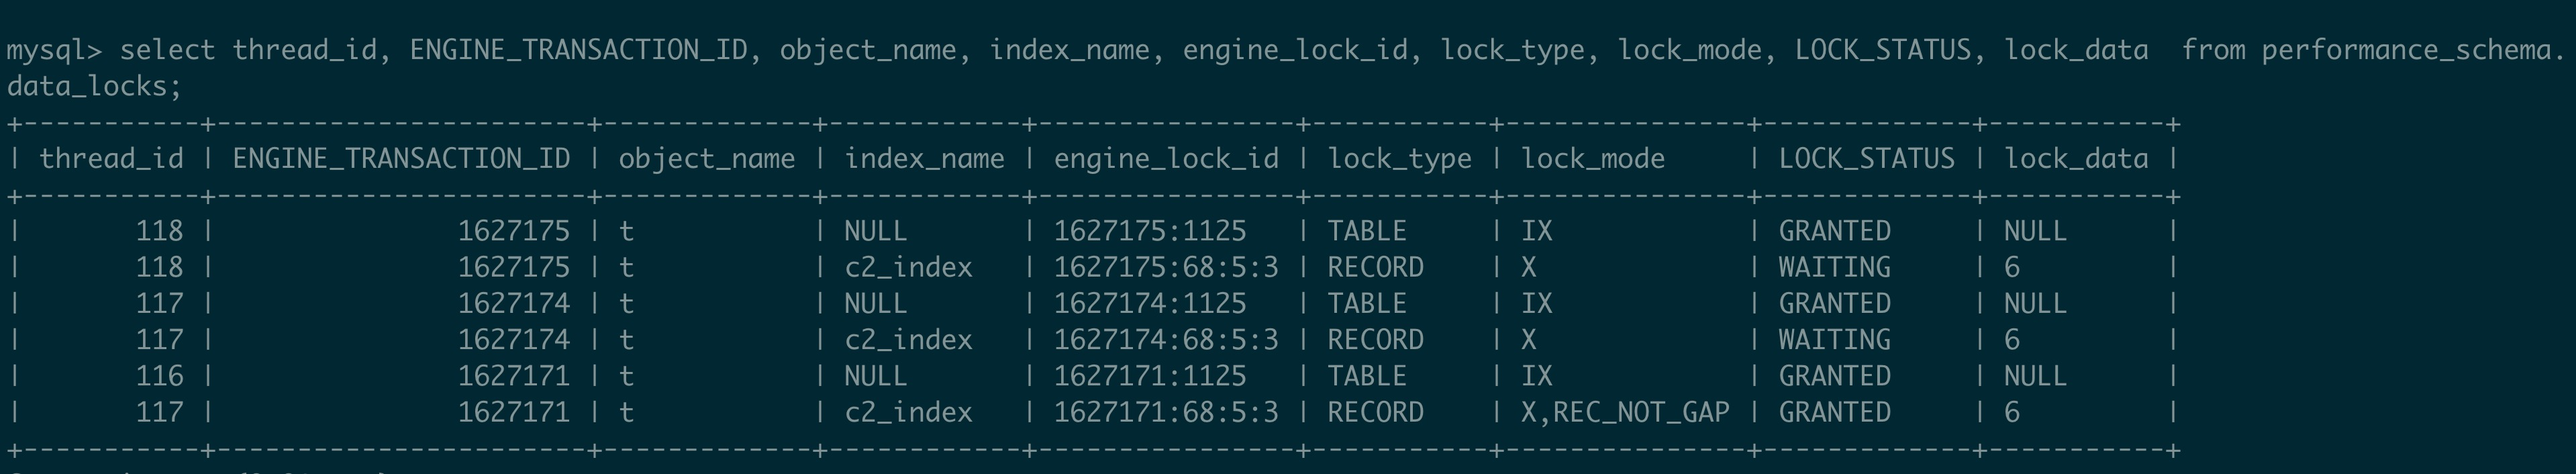 mysql> select thread_id, ENGINE_TRANSACTION_ID, object_name, index_name, engine_lock_id, lock_type, lock_mode, LOCK_STATUS, lock_data  from performance_schema.
data_locks;
+-----------+-----------------------+-------------+------------+----------------+-----------+---------------+-------------+-----------+
| thread_id | ENGINE_TRANSACTION_ID | object_name | index_name | engine_lock_id | lock_type | lock_mode     | LOCK_STATUS | lock_data |
+-----------+-----------------------+-------------+------------+----------------+-----------+---------------+-------------+-----------+
|       118 |               1627175 | t           | NULL       | 1627175:1125   | TABLE     | IX            | GRANTED     | NULL      |
|       118 |               1627175 | t           | c2_index   | 1627175:68:5:3 | RECORD    | X             | WAITING     | 6         |
|       117 |               1627174 | t           | NULL       | 1627174:1125   | TABLE     | IX            | GRANTED     | NULL      |
|       117 |               1627174 | t           | c2_index   | 1627174:68:5:3 | RECORD    | X             | WAITING     | 6         |
|       116 |               1627171 | t           | NULL       | 1627171:1125   | TABLE     | IX            | GRANTED     | NULL      |
|       117 |               1627171 | t           | c2_index   | 1627171:68:5:3 | RECORD    | X,REC_NOT_GAP | GRANTED     | 6         |
+-----------+-----------------------+-------------+------------+----------------+-----------+---------------+-------------+-----------+